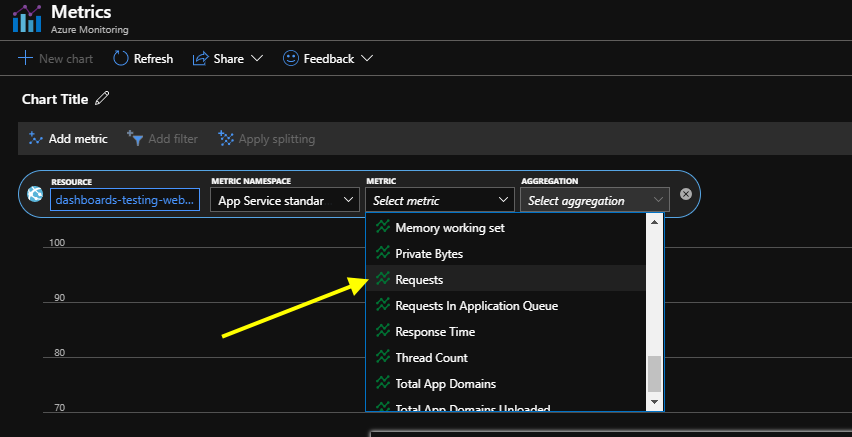 Metrics
Azure Monitoring
New chart Refresh Share Feedback
Chart Title
Add metric Add filter Apply splitting
RESOURCE METRIC NAMESPACE METRIC AGGREGATION
dashboards-testing-web... App Service standar... Select metric Select aggregation
Memory working set
100
Private Bytes
Requests
90
Requests In Application Queue
Response Time
80
Thread Count
Total App Domains
70
Total App Domains Unloaded